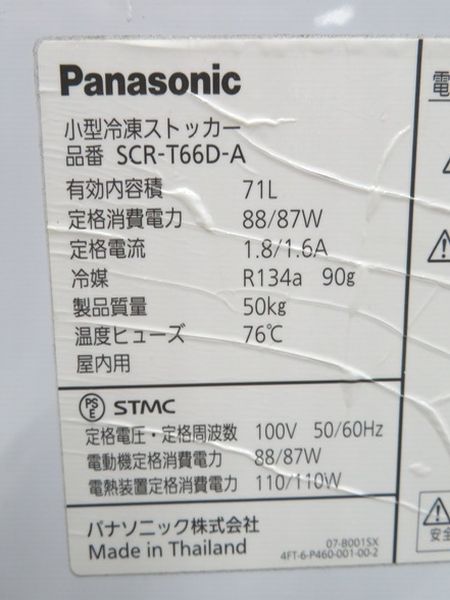 Panasonic
小型冷凍ストッカー
品番 SCR-T66D-A
有効内容積 71L
定格消費電力 88/87W
定格電流 1.8/1.6A
冷媒 R134a 90g
製品質量 50kg
温度ヒューズ 76℃
屋内用
PSE STMC
定格電圧・定格周波数 100V 50/60Hz
電動機定格消費電力 88/87W
電熱装置定格消費電力 110/110W
パナソニック株式会社
Made in Thailand
07-B001SX
4FT-6-P460-001-00-2
電
安全